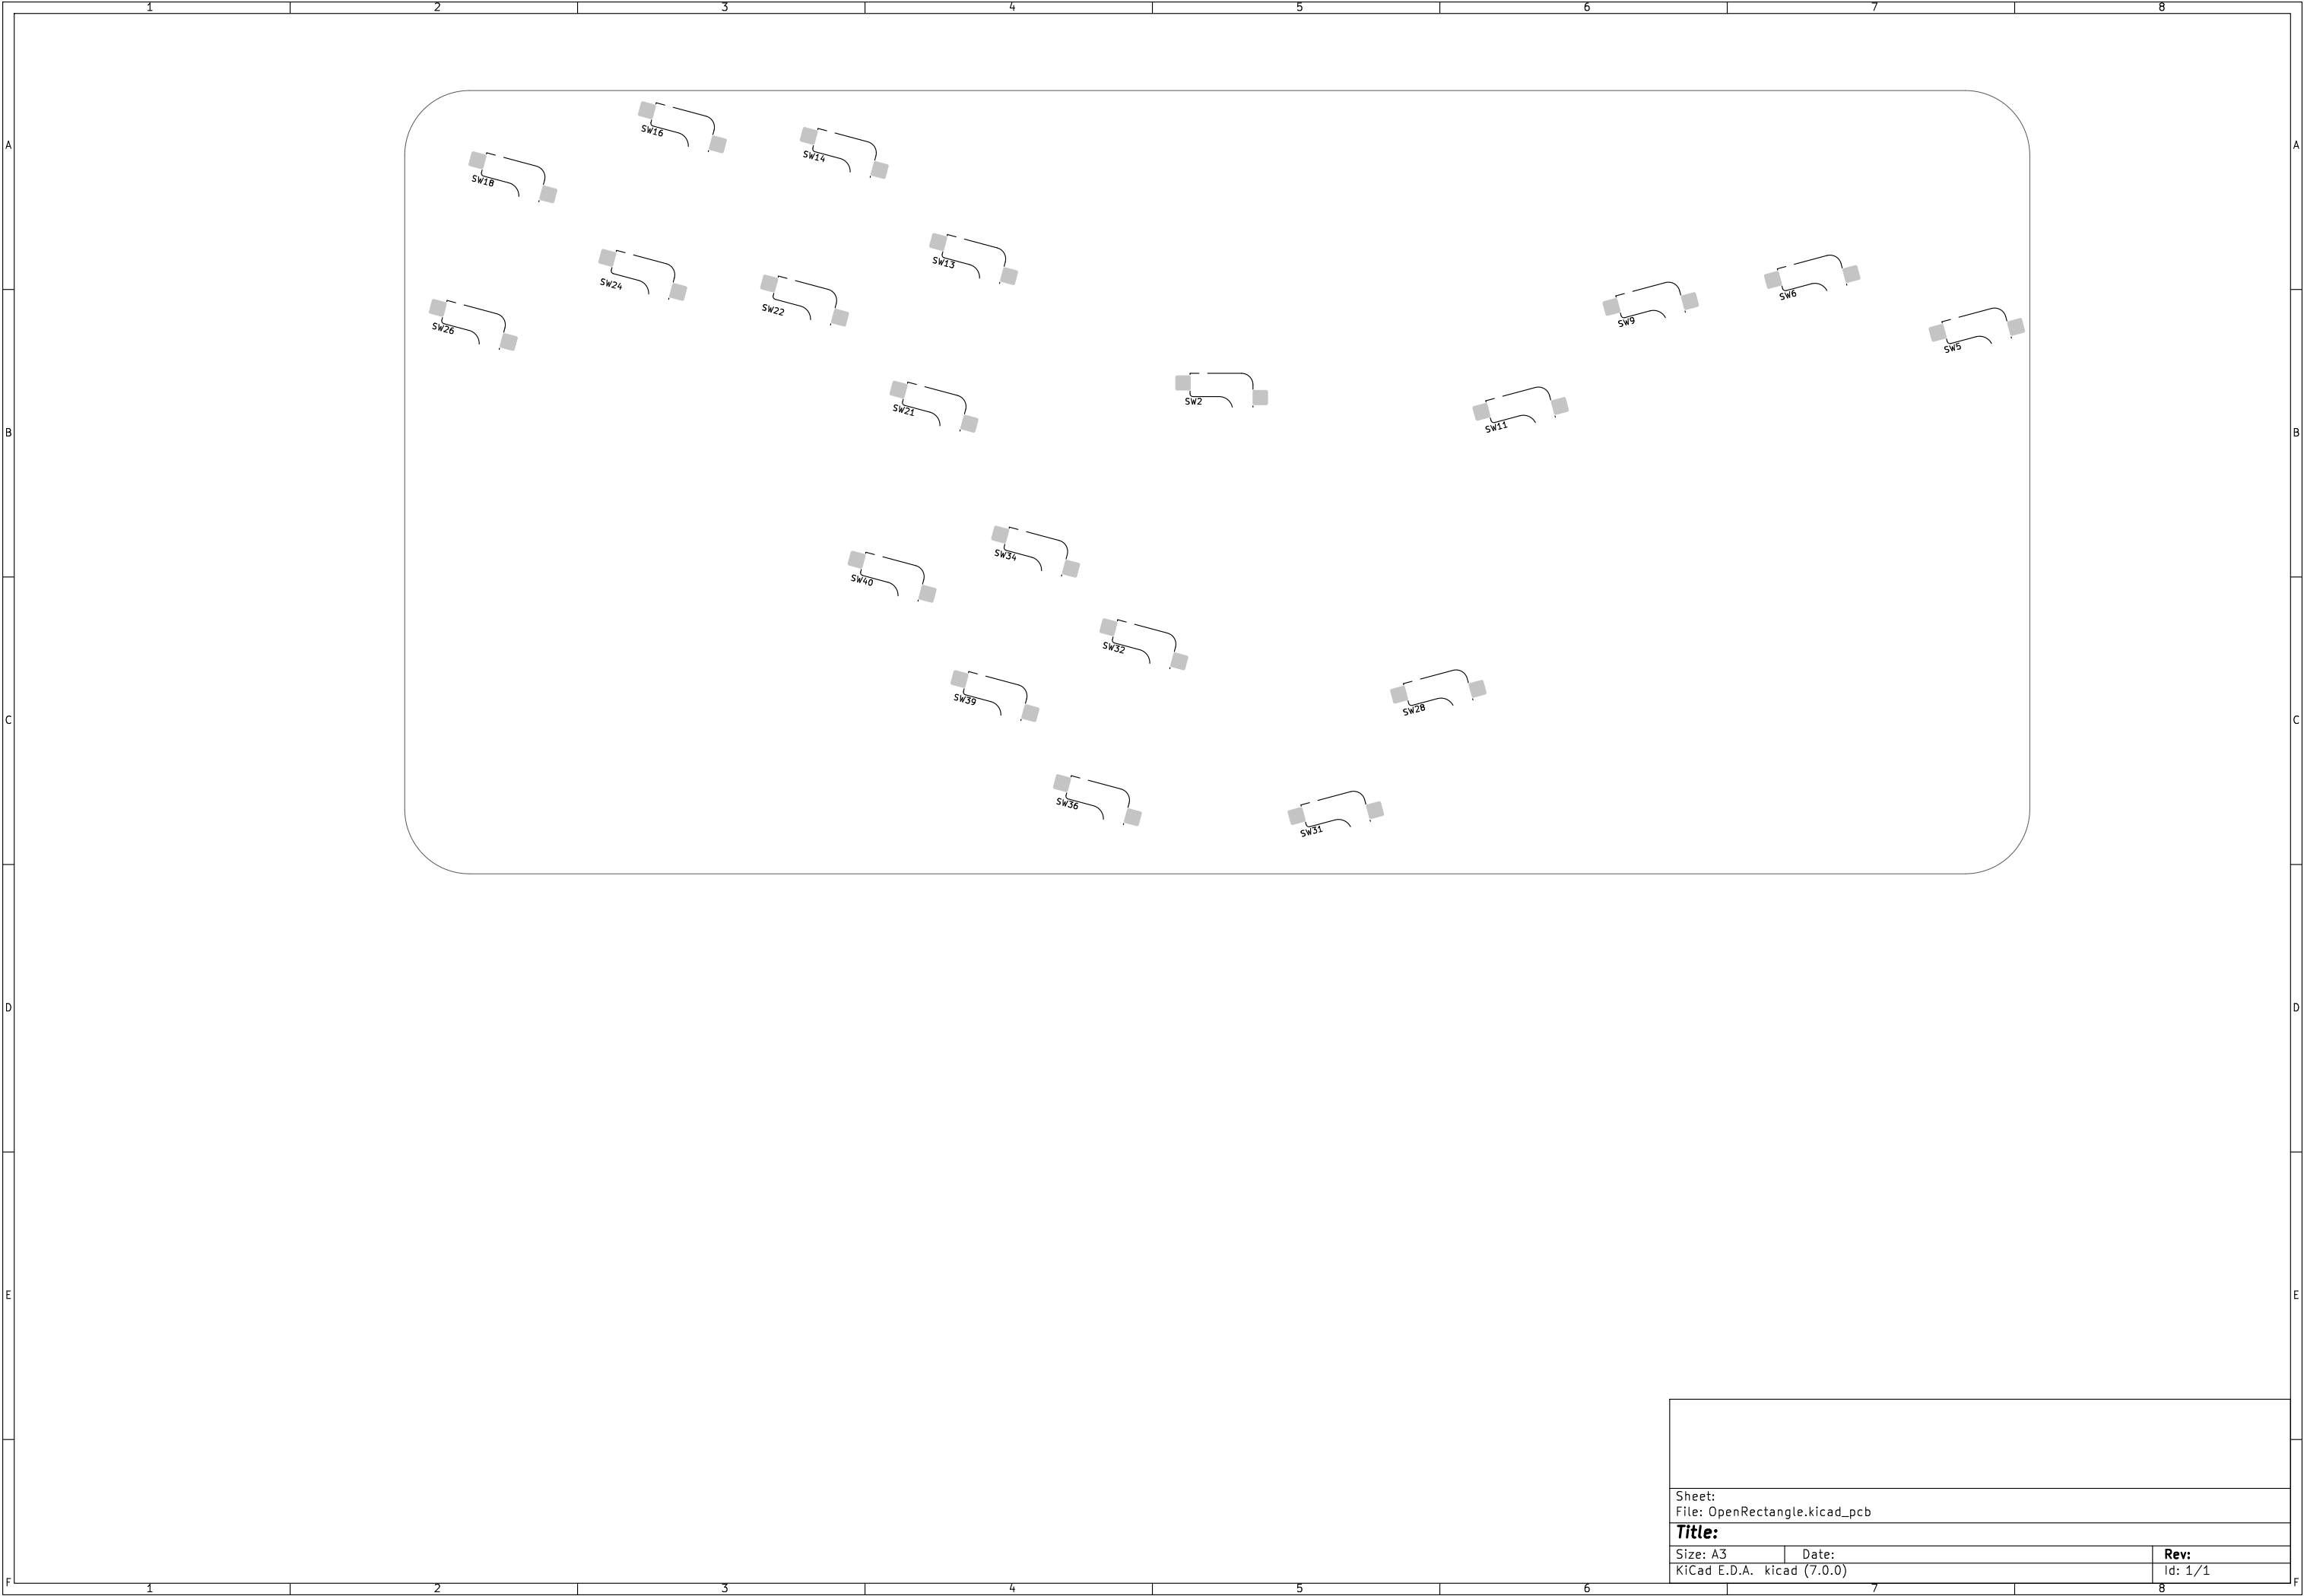 1 2 3 4 5 6 7 8
A A
SW16
SW14
SW18
SW13
SW24
SW22
SW6
SW9
SW26
SW5
SW2
SW21
SW11
B B
SW34
SW40
SW32
SW39
SW28
C C
SW36
SW31
D D
E E
Sheet:
File: OpenRectangle.kicad_pcb
Title:
Size: A3 Date: Rev:
KiCad E.D.A. kicad (7.0.0) Id: 1/1
F F
1 2 3 4 5 6 7 8